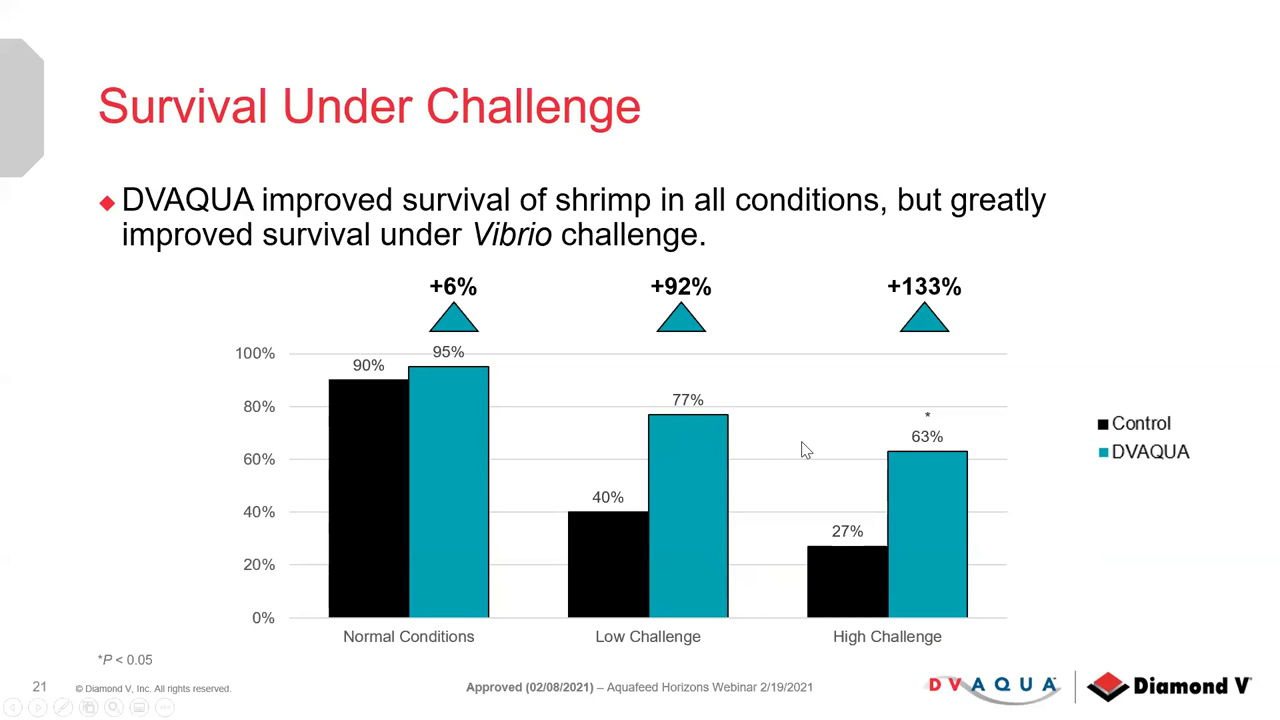 Survival Under Challenge
DVAQUA improved survival of shrimp in all conditions, but greatly
improved survival under Vibrio challenge.
+6% +92% +133%
100%
80%
60%
40%
20%
0%
90% 95%
40% 77%
27% 63%
*
Normal Conditions Low Challenge High Challenge
Control
DVAQUA
*P < 0.05
21 © Diamond V, Inc. All rights reserved. Approved (02/08/2021) – Aquafeed Horizons Webinar 2/19/2021
DVAQUA™ Diamond V®